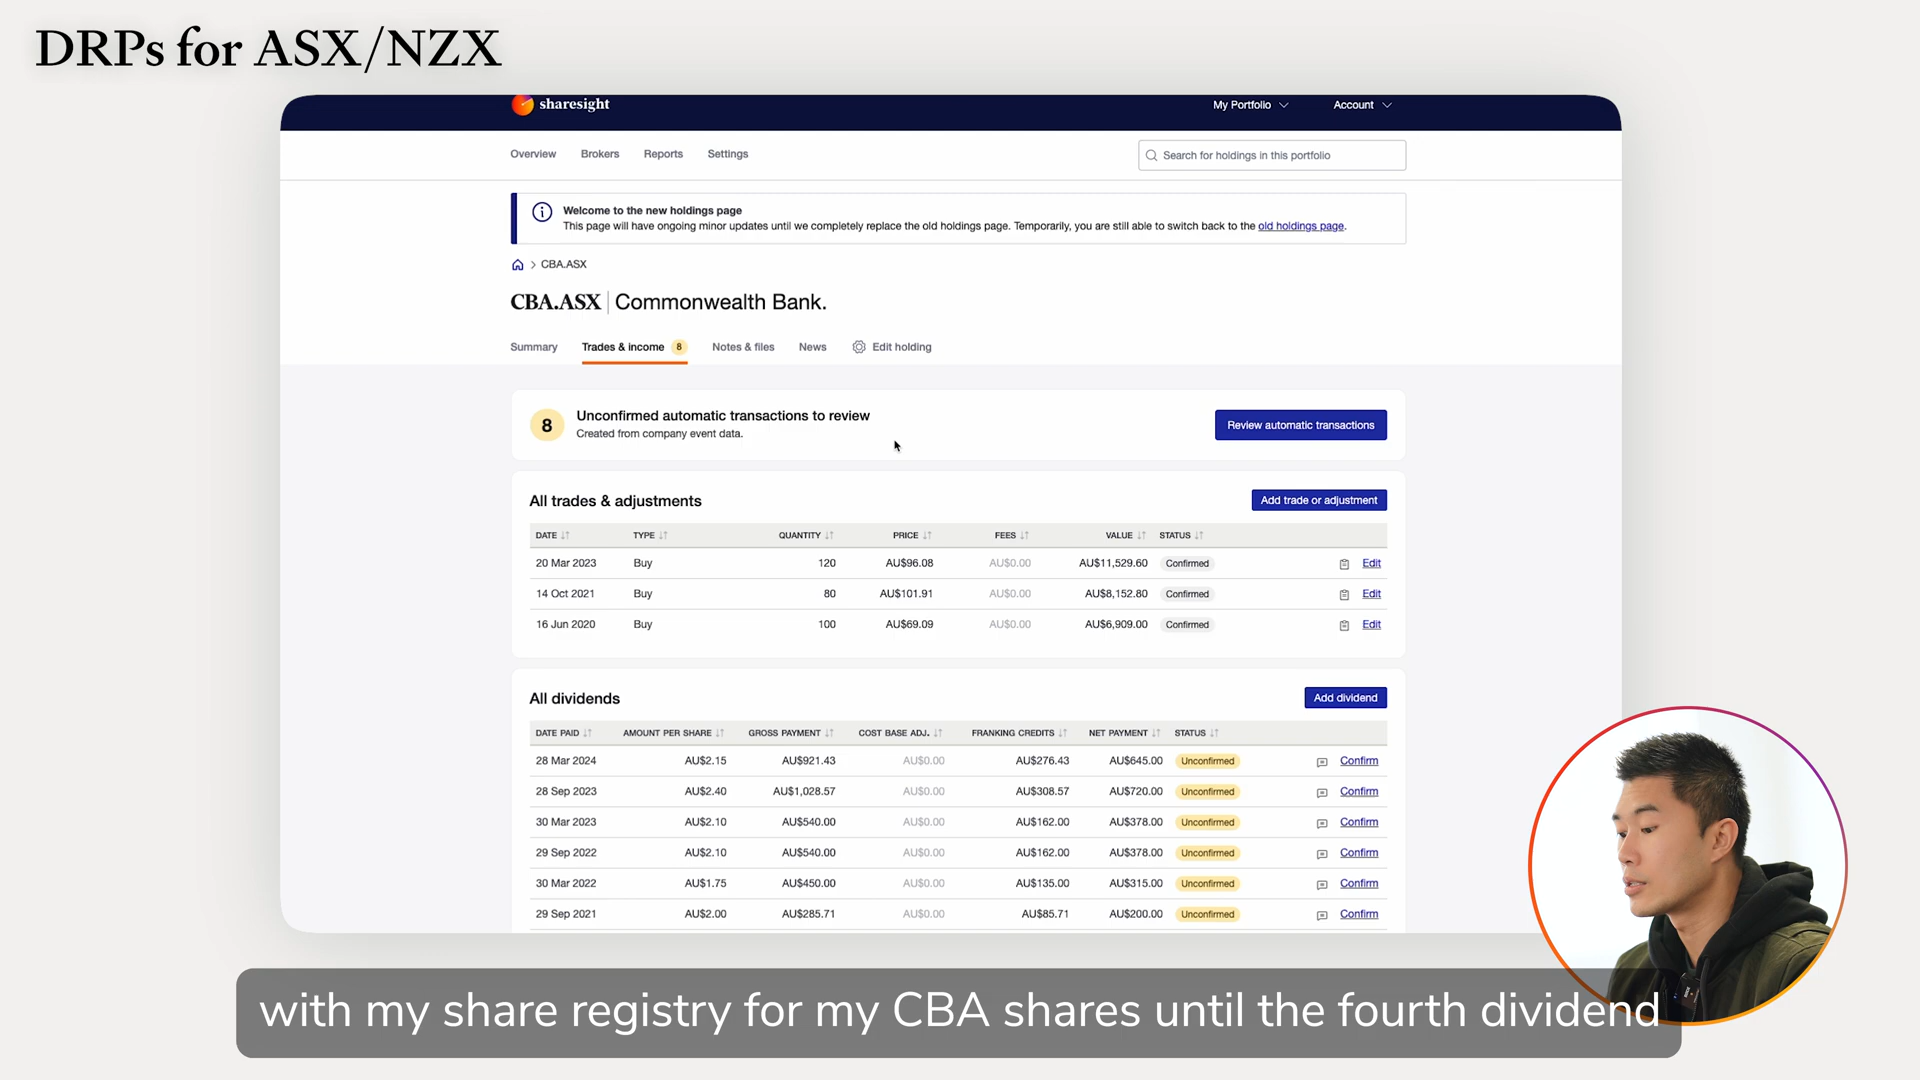 DRPs for ASX/NZX
sharesight
My Portfolio
Account
Overview
Brokers
Reports
Settings
Search for holdings in this portfolio
Welcome to the new holdings page
This page will have ongoing minor updates until we completely replace the old holdings page. Temporarily, you are still able to switch back to the old holdings page.
> CBA.ASX
CBA.ASX | Commonwealth Bank.
Summary
Trades & income 8
Notes & files
News
Edit holding
8
Unconfirmed automatic transactions to review
Created from company event data.
Review automatic transactions
All trades & adjustments
Add trade or adjustment
DATE TYPE QUANTITY PRICE FEES VALUE STATUS
20 Mar 2023 Buy 120 AU$96.08 AU$0.00 AU$11,529.60 Confirmed Edit
14 Oct 2021 Buy 80 AU$101.91 AU$0.00 AU$8,152.80 Confirmed Edit
16 Jun 2020 Buy 100 AU$69.09 AU$0.00 AU$6,909.00 Confirmed Edit
All dividends
Add dividend
DATE PAID AMOUNT PER SHARE GROSS PAYMENT COST BASE ADJ. FRANKING CREDITS NET PAYMENT STATUS
28 Mar 2024 AU$2.15 AU$921.43 AU$0.00 AU$276.43 AU$645.00 Unconfirmed Confirm
28 Sep 2023 AU$2.40 AU$1,028.57 AU$0.00 AU$308.57 AU$720.00 Unconfirmed Confirm
30 Mar 2023 AU$2.10 AU$540.00 AU$0.00 AU$162.00 AU$378.00 Unconfirmed Confirm
29 Sep 2022 AU$2.10 AU$540.00 AU$0.00 AU$162.00 AU$378.00 Unconfirmed Confirm
30 Mar 2022 AU$1.75 AU$450.00 AU$0.00 AU$135.00 AU$315.00 Unconfirmed Confirm
29 Sep 2021 AU$2.00 AU$285.71 AU$0.00 AU$85.71 AU$200.00 Unconfirmed Confirm
with my share registry for my CBA shares until the fourth dividend